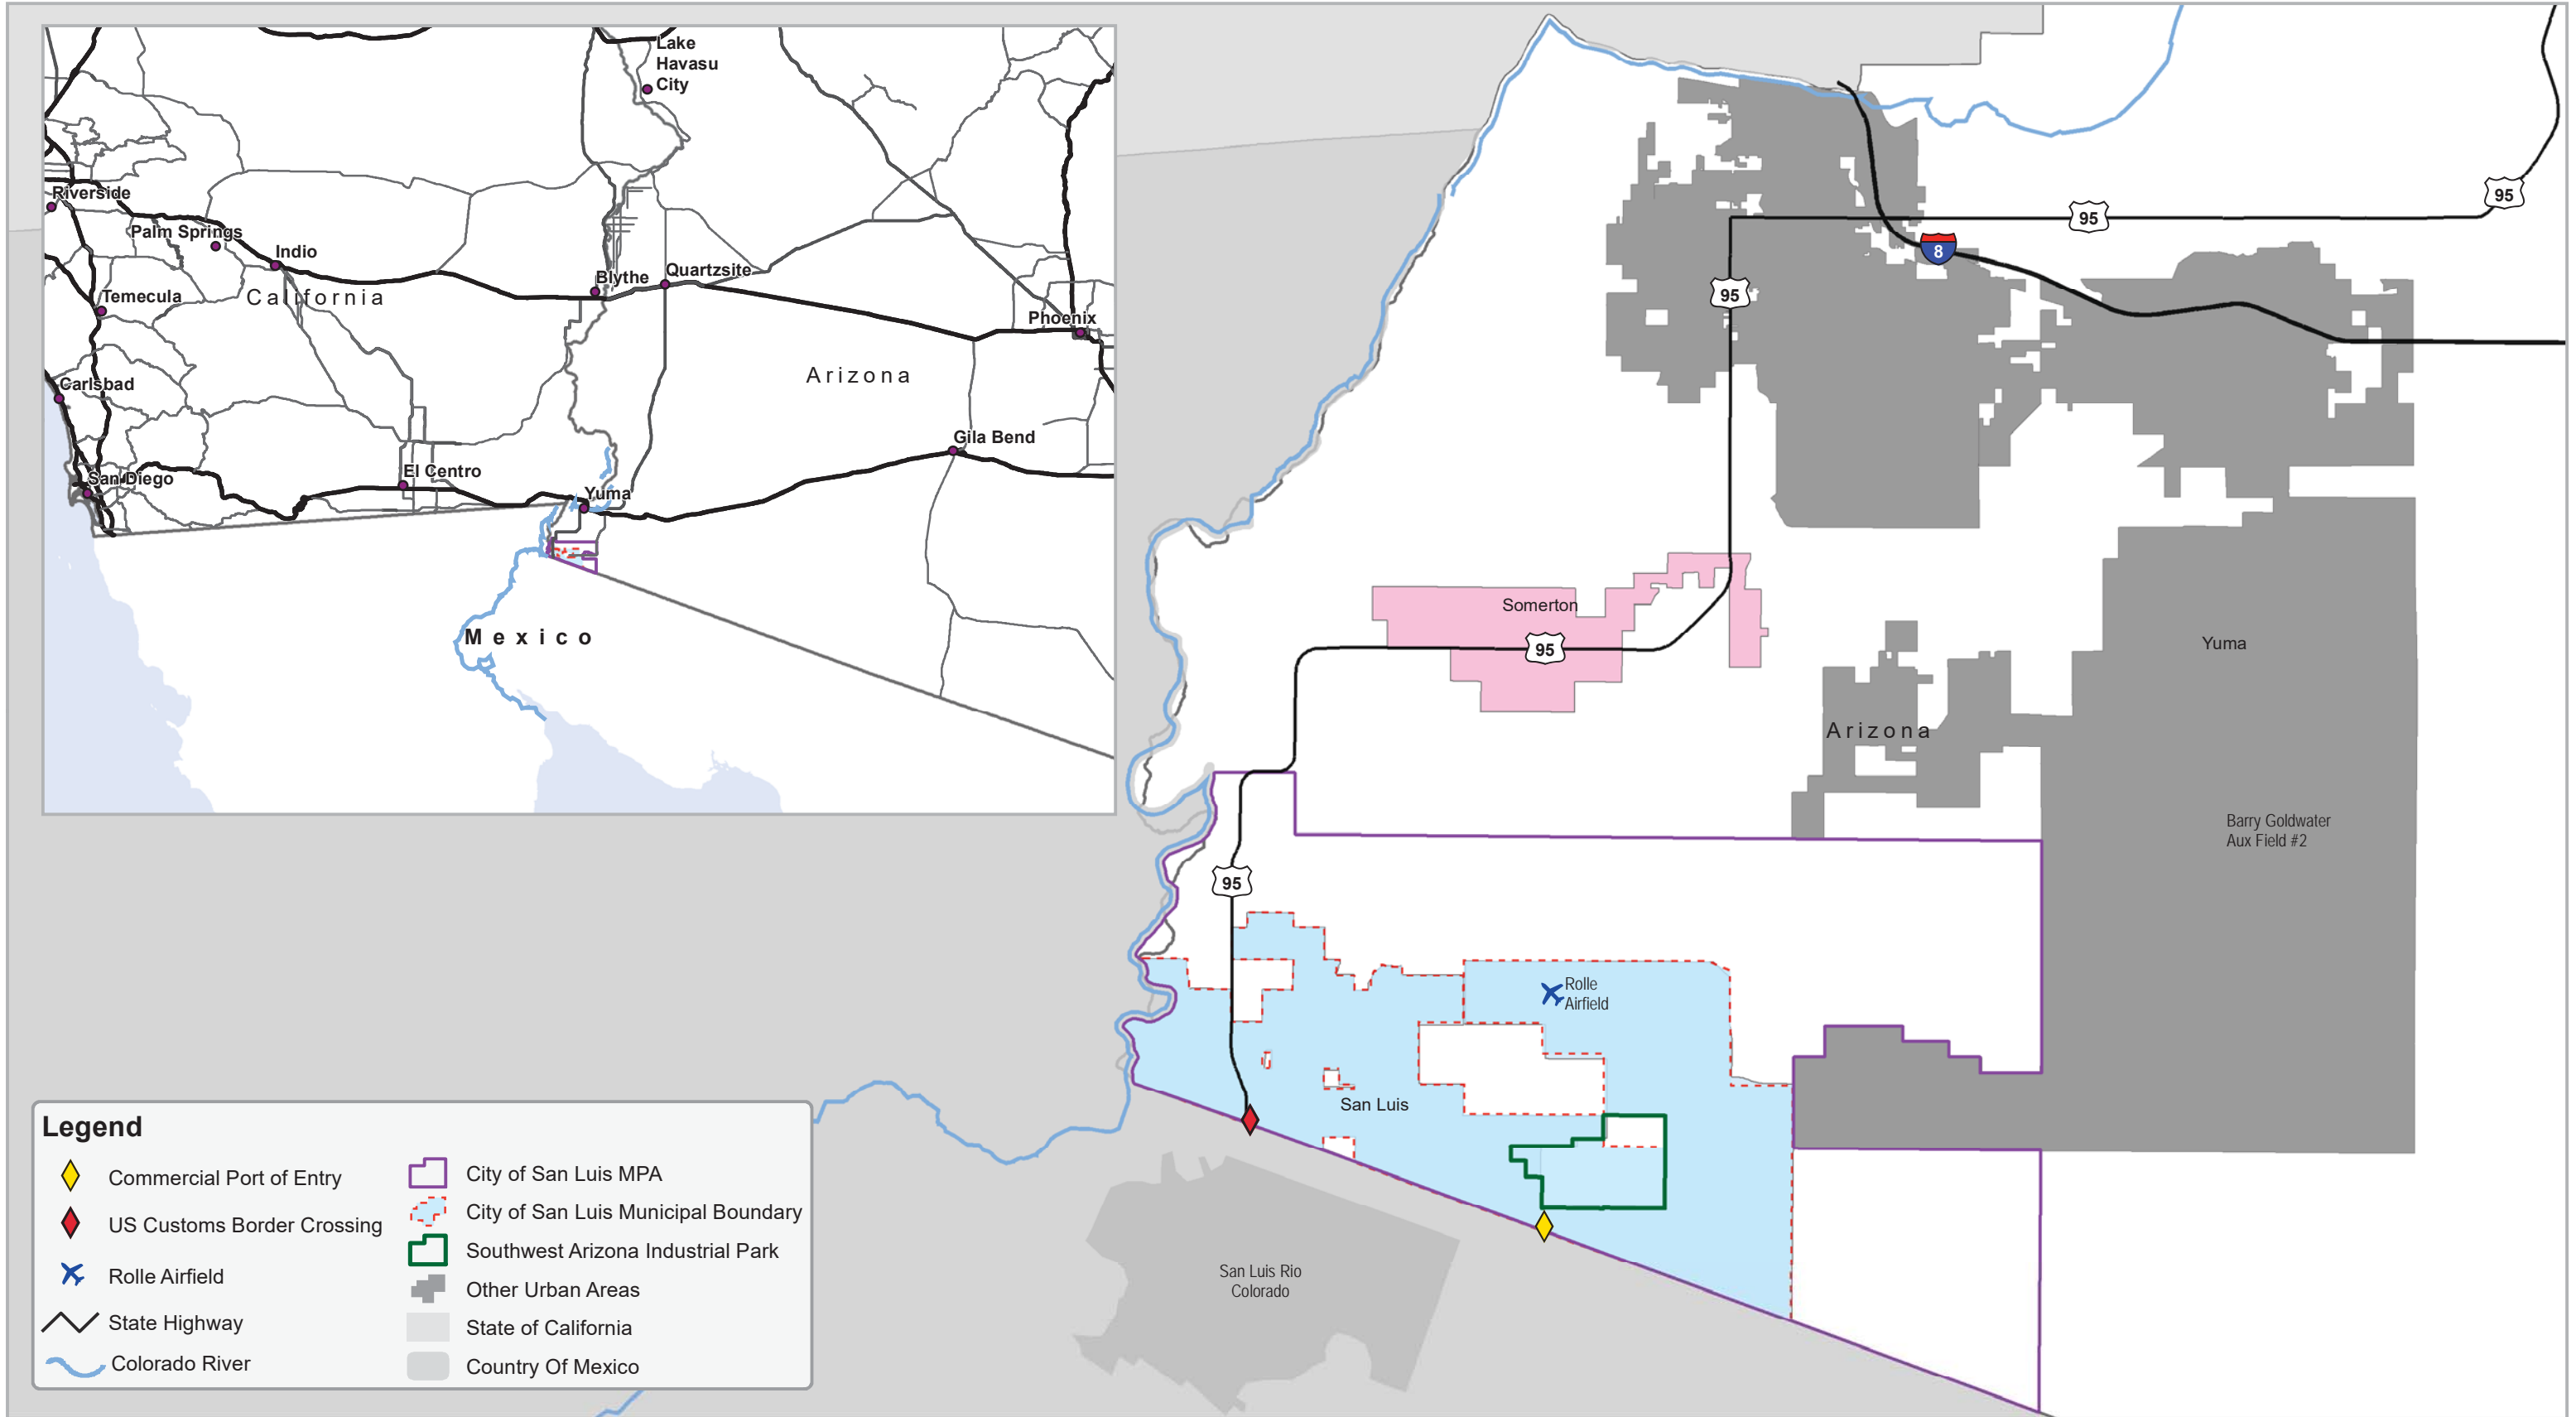 Lake
Havasu
City
Riverside
Palm Springs
Indio
California
Temecula
Blythe
Quartzsite
Phoenix
Carlsbad
Arizona
San Diego
El Centro
Gila Bend
Yuma
Mexico
95
95
8
95
Somerton
95
Yuma
Arizona
Barry Goldwater
Aux Field #2
95
Rolle
Airfield
San Luis
San Luis Rio
Colorado
Legend
Commercial Port of Entry
US Customs Border Crossing
Rolle Airfield
State Highway
Colorado River
City of San Luis MPA
City of San Luis Municipal Boundary
Southwest Arizona Industrial Park
Other Urban Areas
State of California
Country Of Mexico